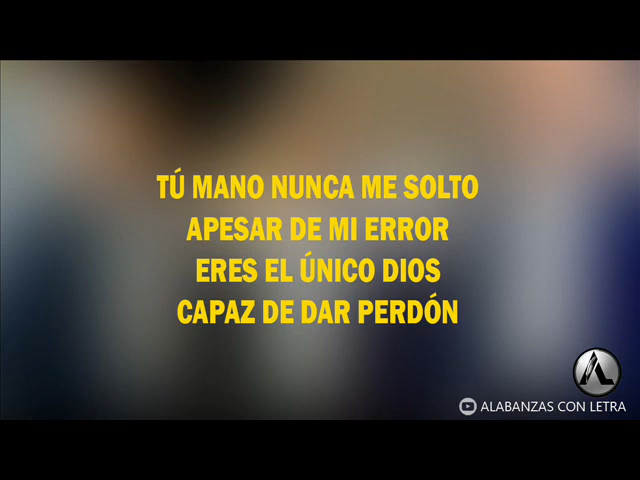 TÚ MANO NUNCA ME SOLTO
APESAR DE MI ERROR
ERES EL ÚNICO DIOS
CAPAZ DE DAR PERDÓN
ALABANZAS CON LETRA